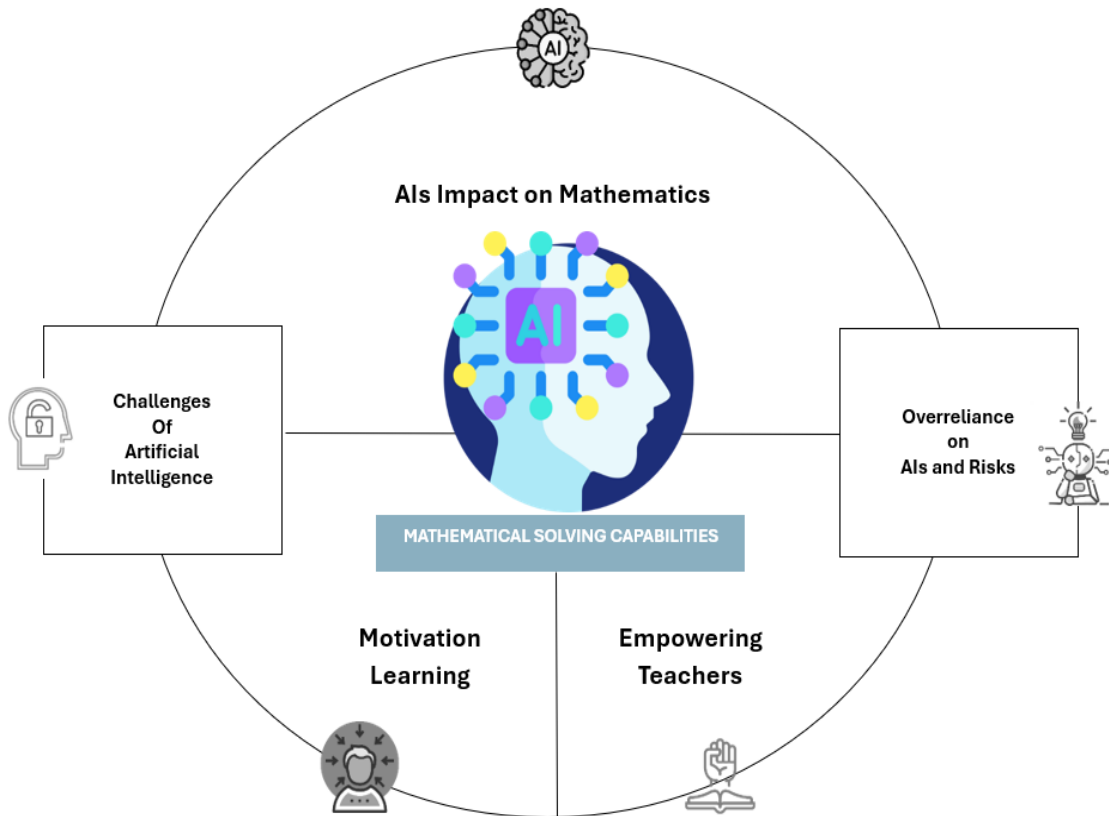 AI
AIs Impact on Mathematics
AI
Challenges
Of
Artificial
Intelligence
Overreliance
on
AIs and Risks
MATHEMATICAL SOLVING CAPABILITIES
Motivation
Learning
Empowering
Teachers